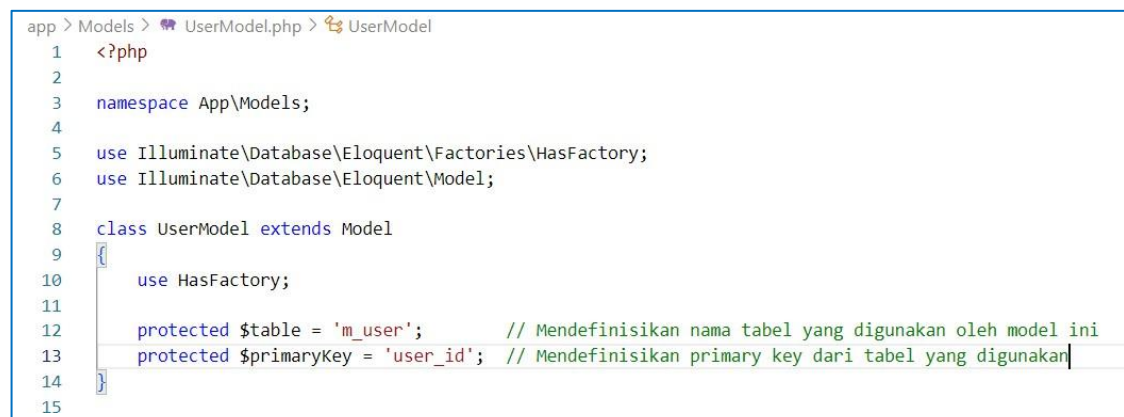 app > Models > UserModel.php > UserModel
1 <?php
2
3 namespace App\Models;
4
5 use Illuminate\Database\Eloquent\Factories\HasFactory;
6 use Illuminate\Database\Eloquent\Model;
7
8 class UserModel extends Model
9 {
10     use HasFactory;
11
12     protected $table = 'm_user';        // Mendefinisikan nama tabel yang digunakan oleh model ini
13     protected $primaryKey = 'user_id';  // Mendefinisikan primary key dari tabel yang digunakan
14 }
15